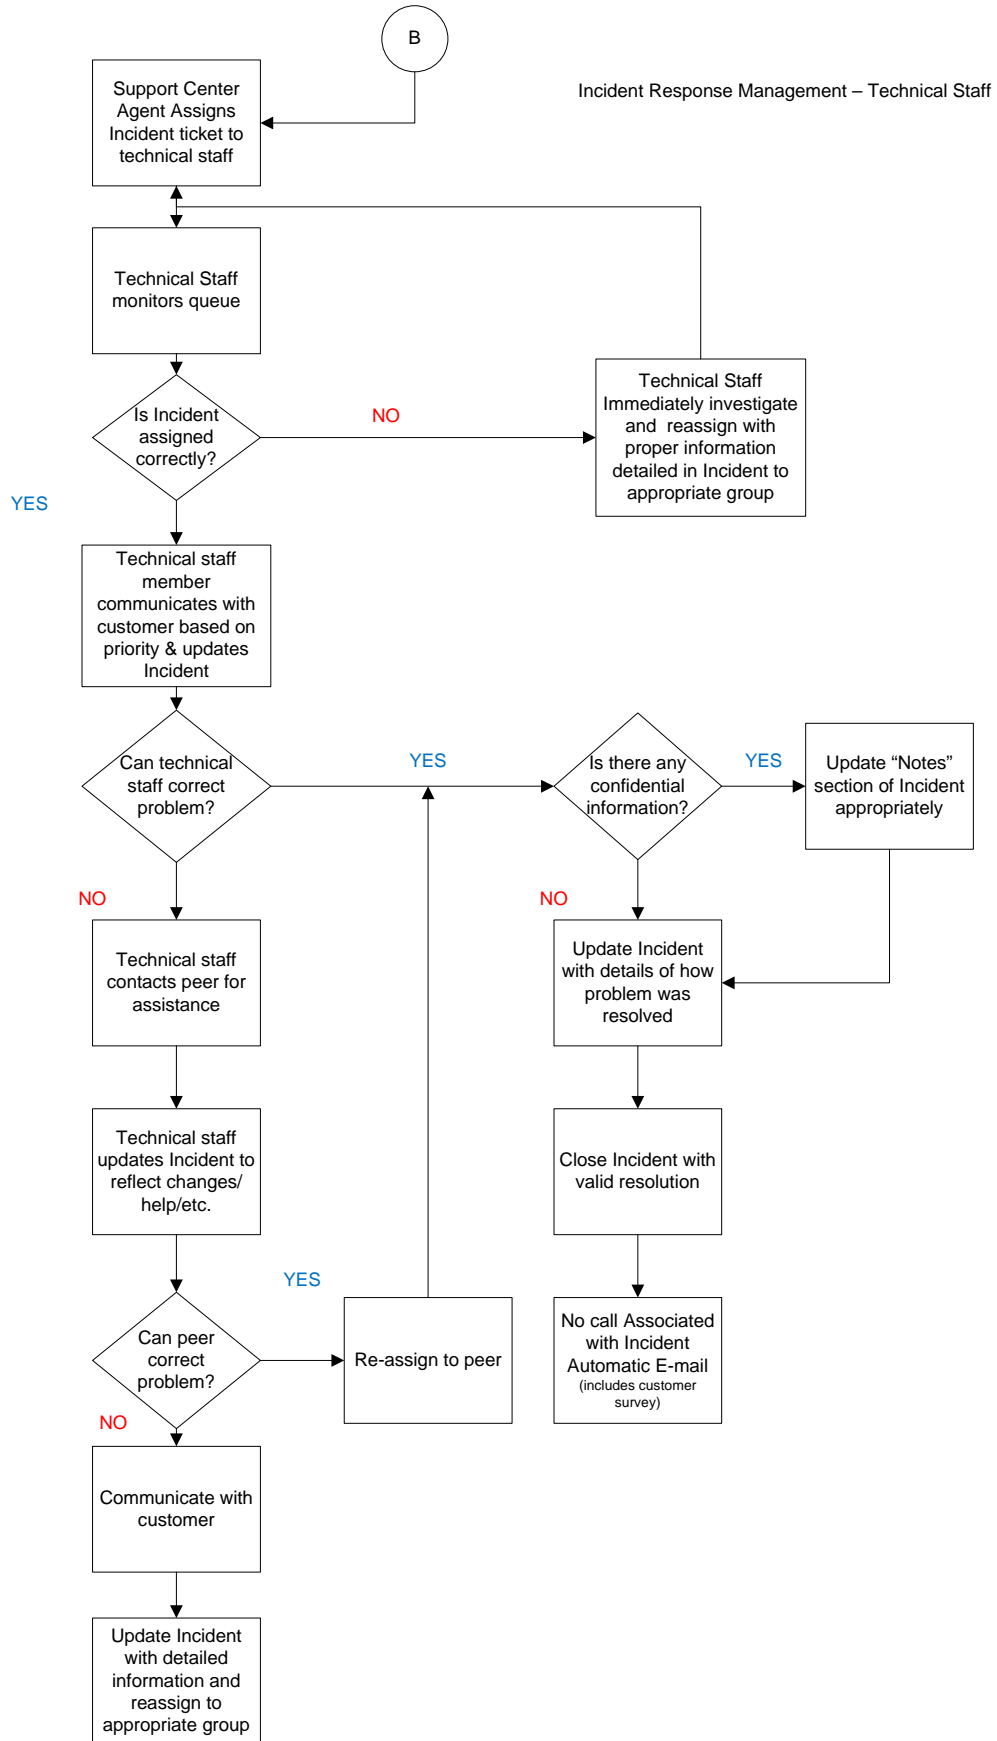 B
Incident Response Management – Technical Staff
Support Center
Agent Assigns
Incident ticket to
technical staff
Technical Staff
monitors queue
Is Incident
assigned
correctly?
NO
Technical Staff
Immediately investigate
and reassign with
proper information
detailed in Incident to
appropriate group
YES
Technical staff
member
communicates with
customer based on
priority & updates
Incident
Can technical
staff correct
problem?
YES
Is there any
confidential
information?
YES
Update “Notes”
section of Incident
appropriately
NO
Technical staff
contacts peer for
assistance
NO
Update Incident
with details of how
problem was
resolved
Technical staff
updates Incident to
reflect changes/
help/etc.
Close Incident with
valid resolution
Can peer
correct
problem?
YES
Re-assign to peer
No call Associated
with Incident
Automatic E-mail
(includes customer
survey)
NO
Communicate with
customer
Update Incident
with detailed
information and
reassign to
appropriate group